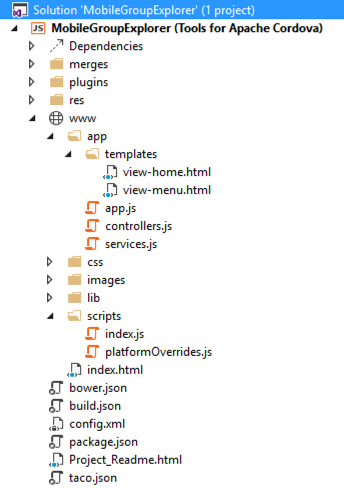 Solution 'MobileGroupExplorer' (1 project)
JS MobileGroupExplorer (Tools for Apache Cordova)
Dependencies
merges
plugins
res
www
app
templates
view-home.html
view-menu.html
app.js
controllers.js
services.js
css
images
lib
scripts
index.js
platformOverrides.js
index.html
bower.json
build.json
config.xml
package.json
Project_Readme.html
taco.json